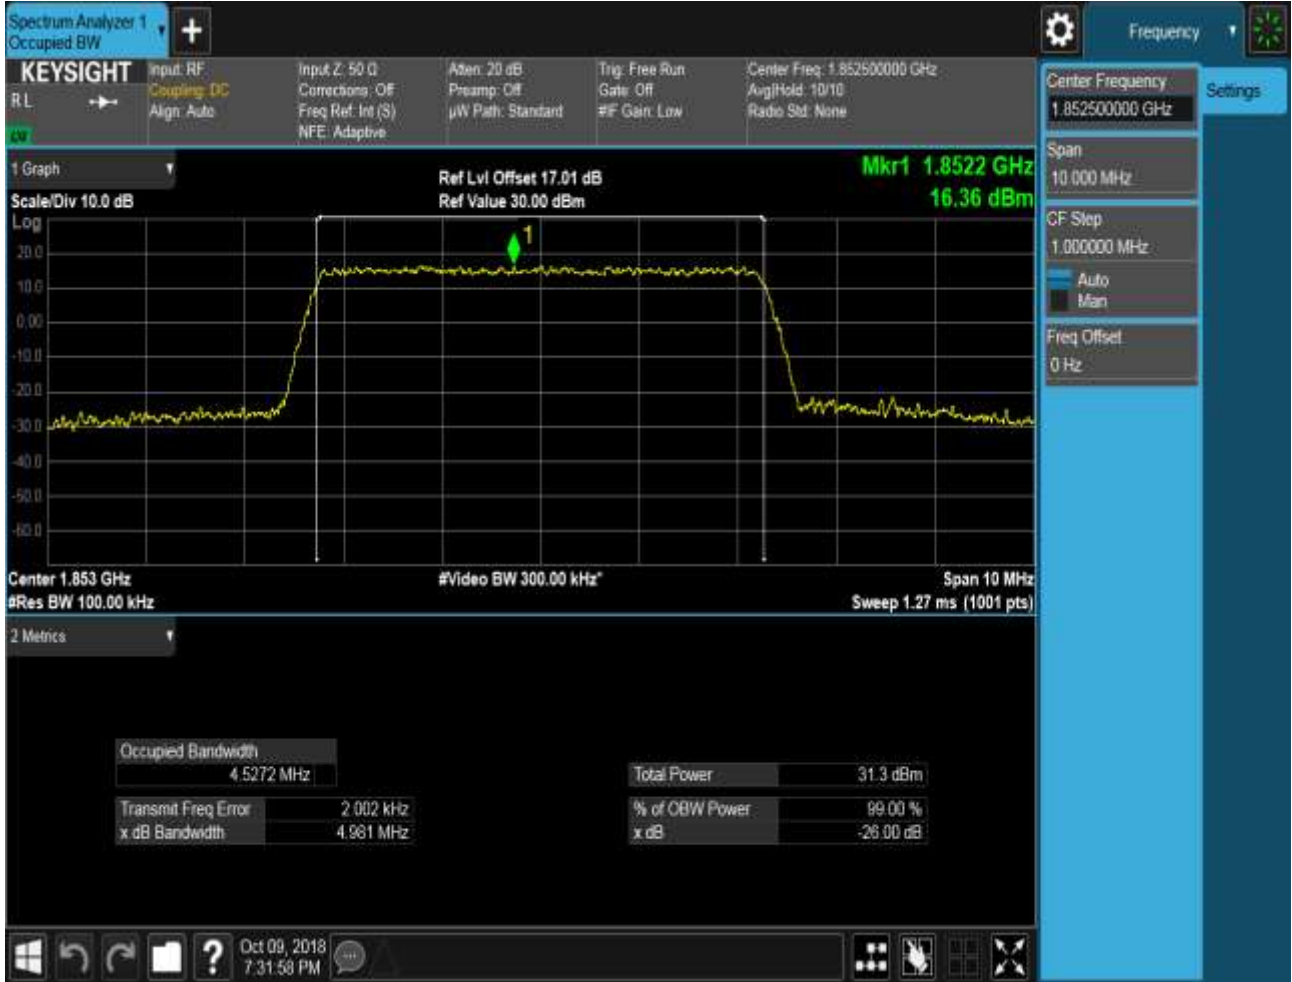 Spectrum Analyzer 1
Occupied BW
Frequency
KEYSIGHT
R L
Input: RF
Coupling: DC
Align: Auto
Input Z: 50 Ω
Corrections: Off
Freq Ref: Int (S)
NFE: Adaptive
Atten: 20 dB
Preamp: Off
µW Path: Standard
Trig: Free Run
Gate: Off
#IF Gain: Low
Center Freq: 1.852500000 GHz
Avg|Hold: 10/10
Radio Std: None
Center Frequency
1.852500000 GHz
Settings
Span
10.000 MHz
CF Step
1.000000 MHz
Auto
Man
Freq Offset
0 Hz
1 Graph
Ref Lvl Offset 17.01 dB
Mkr1 1.8522 GHz
Scale/Div 10.0 dB
Ref Value 30.00 dBm
16.36 dBm
Log
1
20.0
10.0
0.00
-10.0
-20.0
-30.0
-40.0
-50.0
-60.0
Center 1.853 GHz
#Video BW 300.00 kHz*
Span 10 MHz
#Res BW 100.00 kHz
Sweep 1.27 ms (1001 pts)
2 Metrics
Occupied Bandwidth
4.5272 MHz
Total Power 31.3 dBm
Transmit Freq Error 2.002 kHz
% of OBW Power 99.00 %
x dB Bandwidth 4.981 MHz
x dB -26.00 dB
Oct 09, 2018
7:31:58 PM